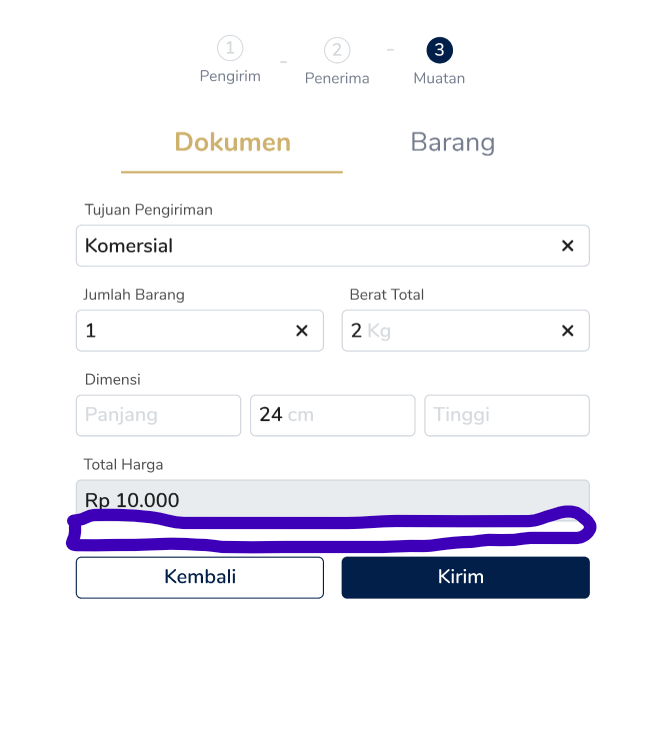 1 - 2 - 3
Pengirim Penerima Muatan
Dokumen Barang
Tujuan Pengiriman
Komersial ×
Jumlah Barang Berat Total
1 × 2 Kg ×
Dimensi
Panjang 24 cm Tinggi
Total Harga
Rp 10.000
Kembali Kirim